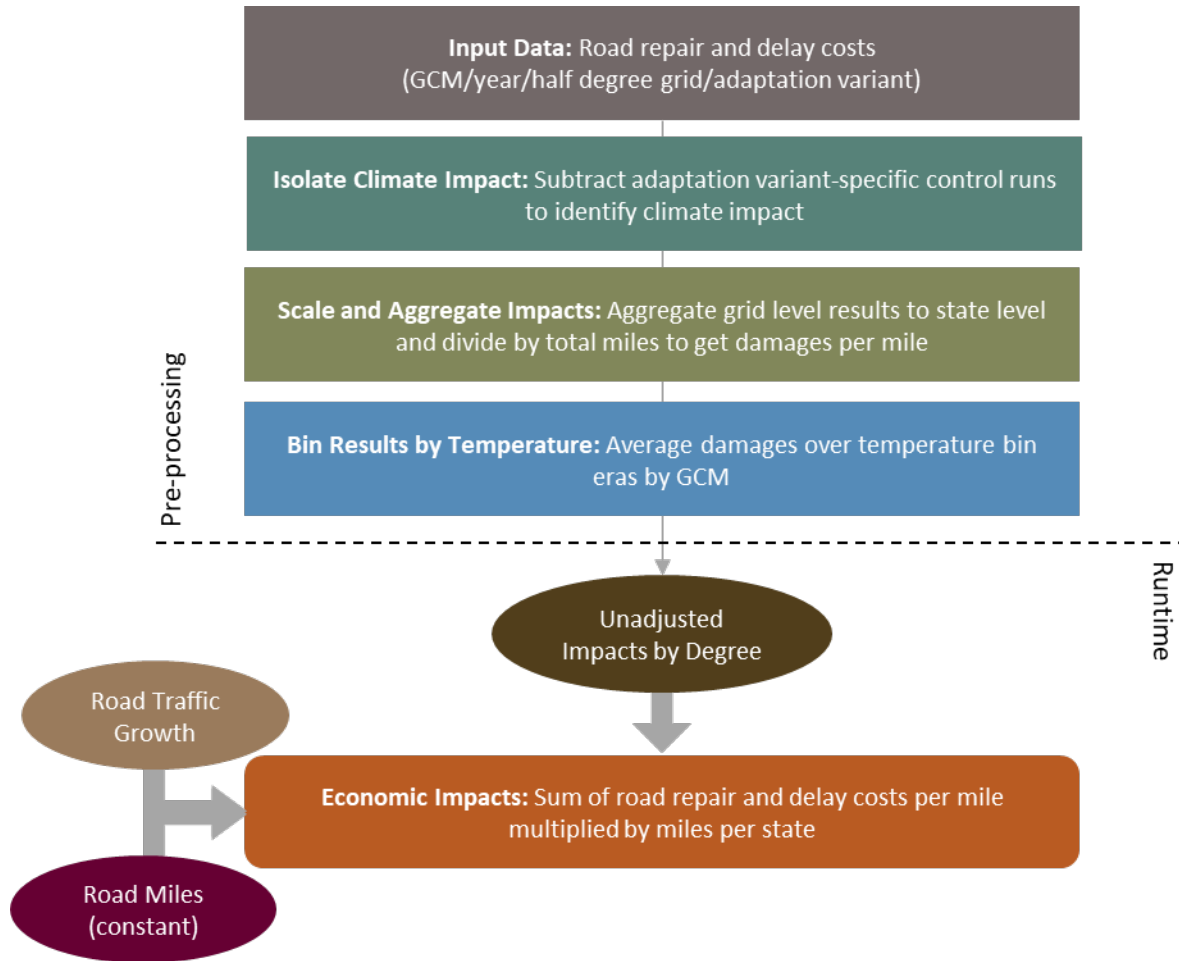 Input Data: Road repair and delay costs
(GCM/year/half degree grid/adaptation variant)
Isolate Climate Impact: Subtract adaptation variant-specific control runs
to identify climate impact
Scale and Aggregate Impacts: Aggregate grid level results to state level
and divide by total miles to get damages per mile
Bin Results by Temperature: Average damages over temperature bin
eras by GCM
Pre-processing
Runtime
Unadjusted
Impacts by Degree
Road Traffic
Growth
Economic Impacts: Sum of road repair and delay costs per mile
multiplied by miles per state
Road Miles
(constant)